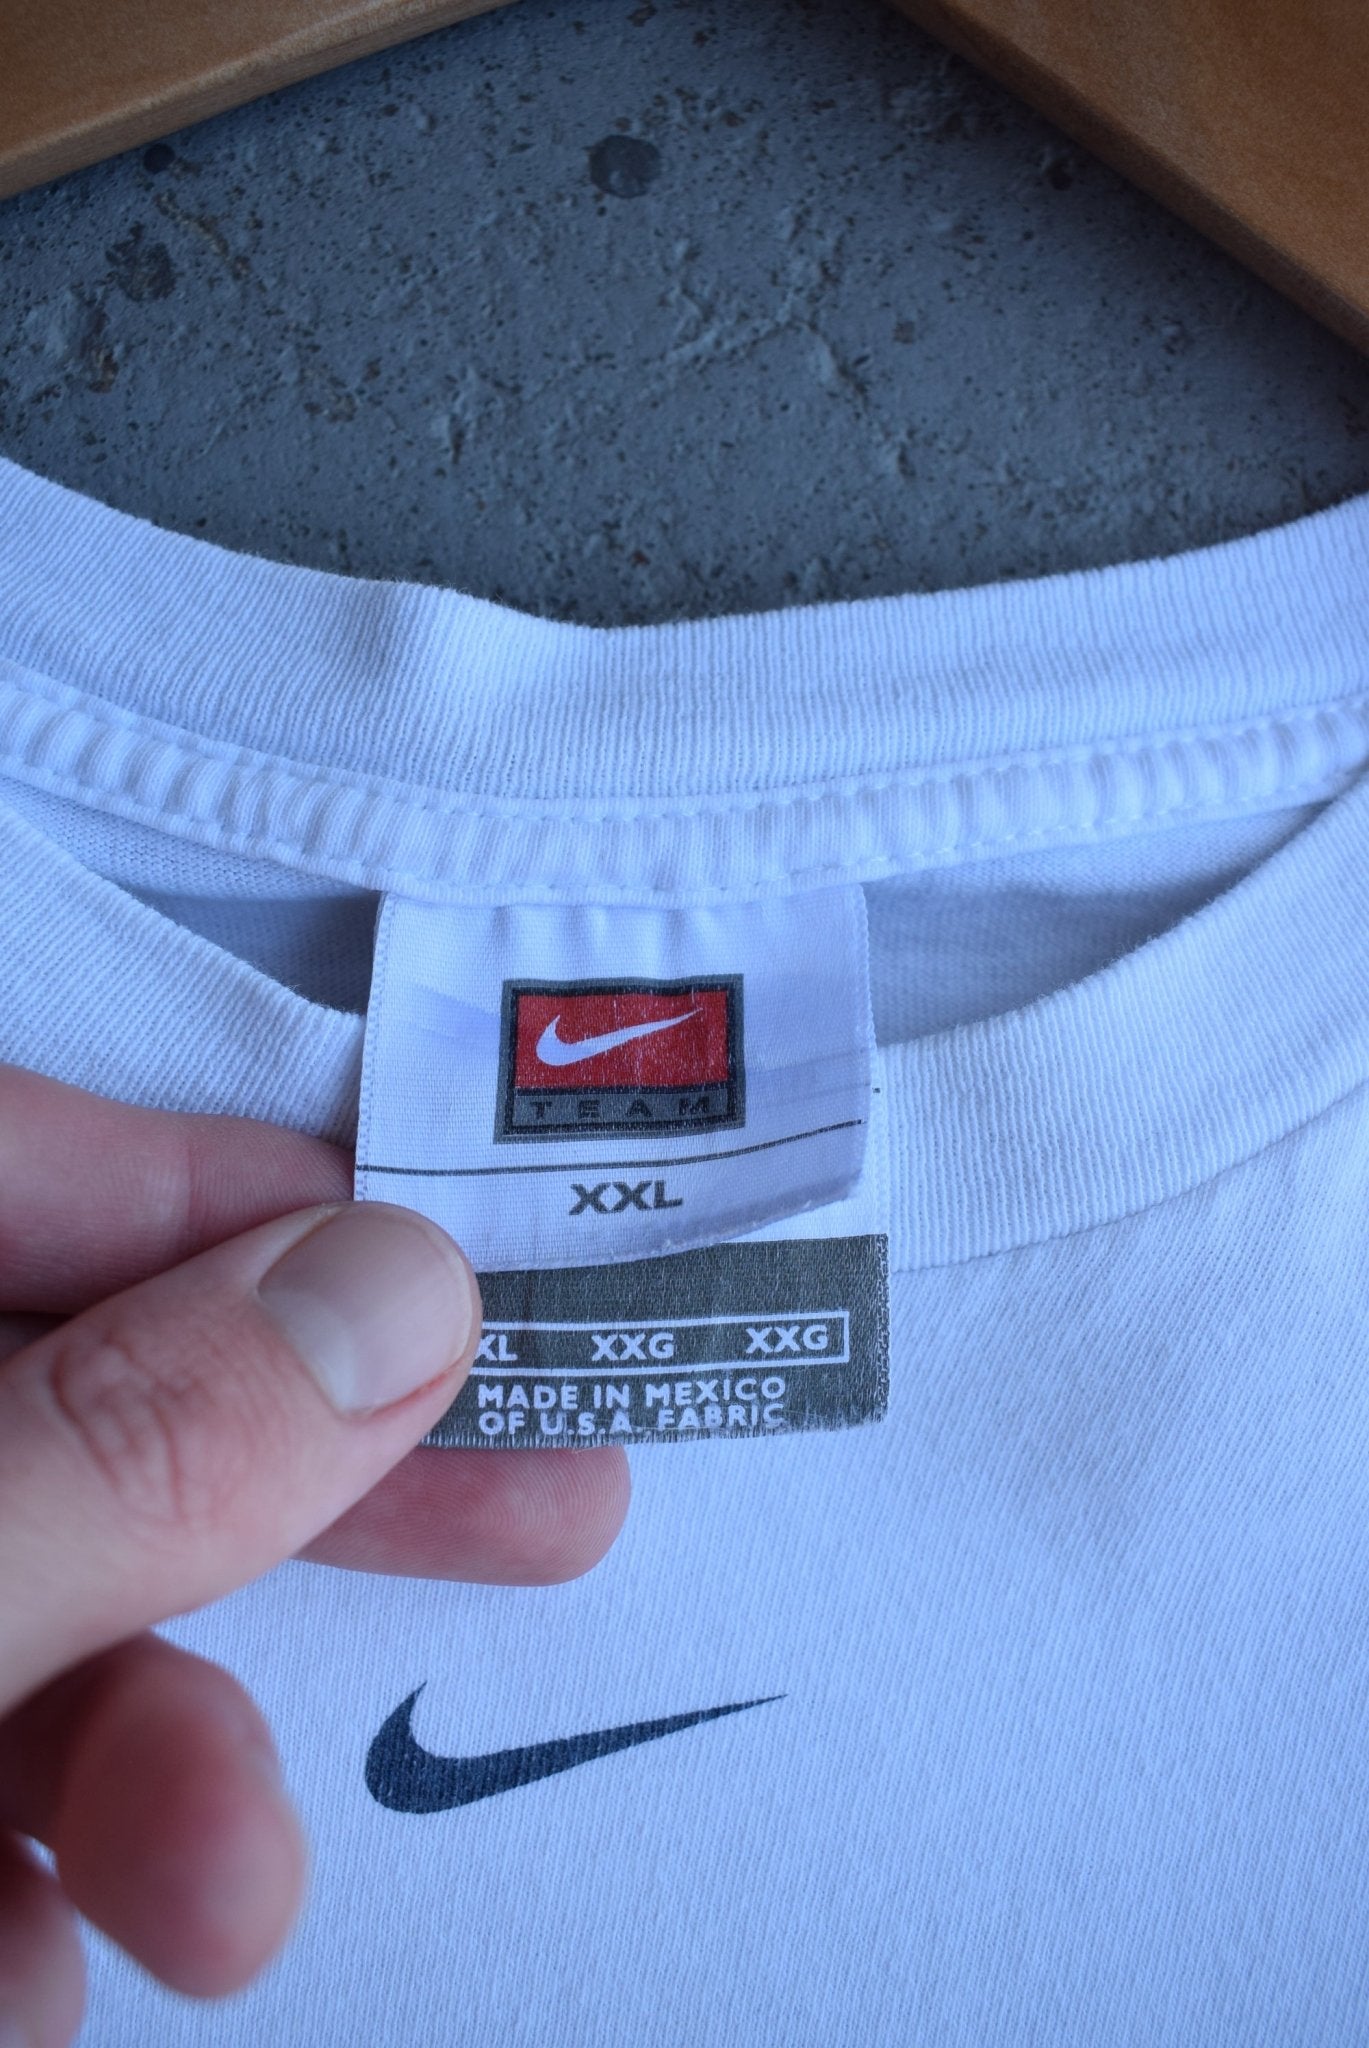 TEAM
XXL
XL XXG XXG
MADE IN MEXICO
OF U.S.A. FABRIC